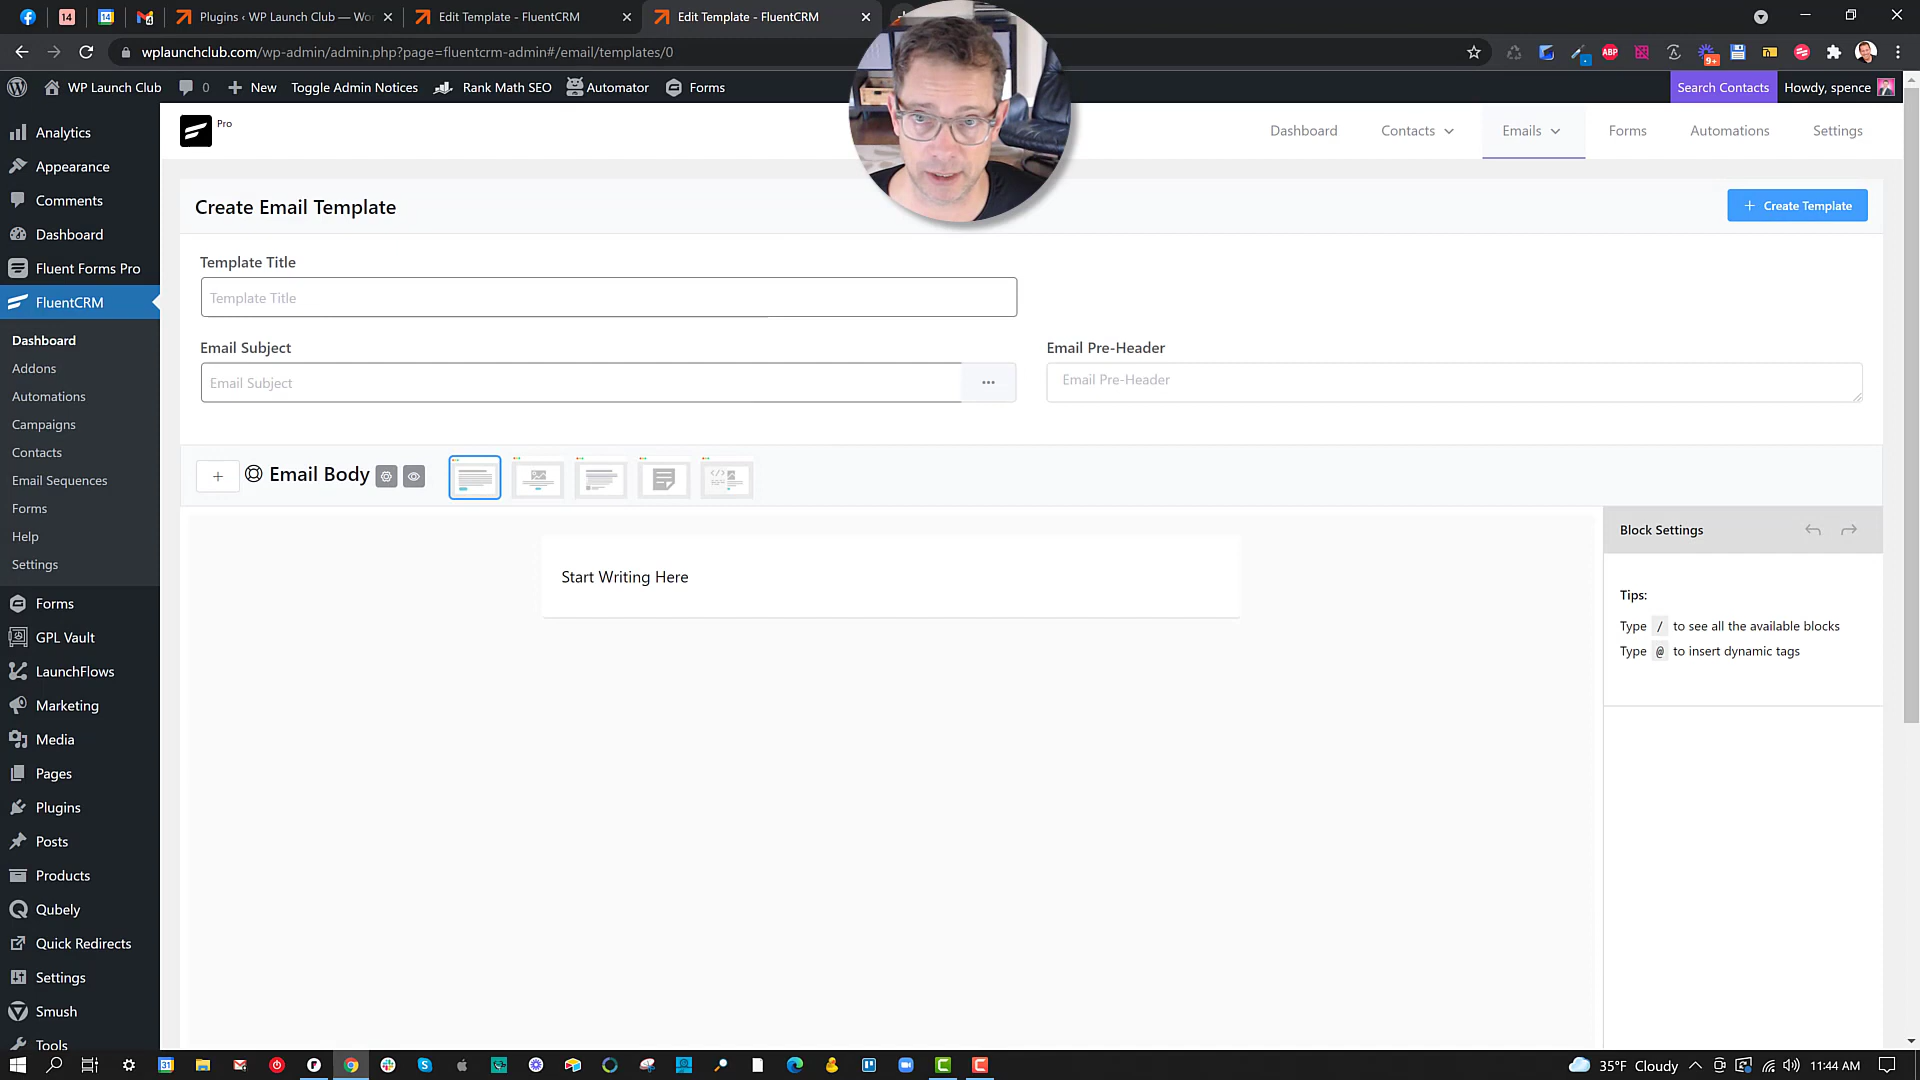 Plugins ‹ WP Launch Club — Wor
Edit Template - FluentCRM
Edit Template - FluentCRM
wplaunchclub.com/wp-admin/admin.php?page=fluentcrm-admin#/email/templates/0
WP Launch Club
0
New
Toggle Admin Notices
Rank Math SEO
Automator
Forms
Search Contacts
Howdy, spence
Analytics
Appearance
Comments
Dashboard
Fluent Forms Pro
FluentCRM
Dashboard
Addons
Automations
Campaigns
Contacts
Email Sequences
Forms
Help
Settings
Forms
GPL Vault
LaunchFlows
Marketing
Media
Pages
Plugins
Posts
Products
Qubely
Quick Redirects
Settings
Smush
Tools
Pro
Dashboard
Contacts
Emails
Forms
Automations
Settings
Create Email Template
+ Create Template
Template Title
Template Title
Email Subject
Email Subject
Email Pre-Header
Email Pre-Header
Email Body
Start Writing Here
Block Settings
Tips:
Type / to see all the available blocks
Type @ to insert dynamic tags
35°F Cloudy
11:44 AM